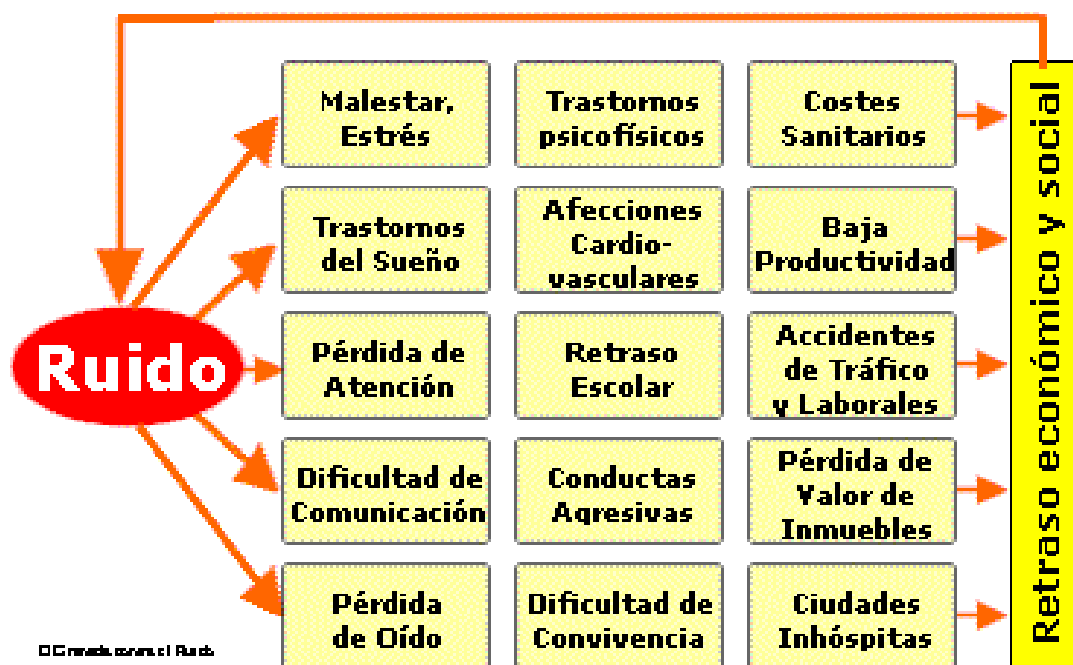 Malestar,
Estrés
Trastornos
psicofísicos
Costes
Sanitarios
Trastornos
del Sueño
Afecciones
Cardio-
vasculares
Baja
Productividad
Ruido
Pérdida de
Atención
Retraso
Escolar
Accidentes
de Tráfico
y Laborales
Dificultad de
Comunicación
Conductas
Agresivas
Pérdida de
Valor de
Inmuebles
Pérdida
de Oído
Dificultad de
Convivencia
Ciudades
Inhóspitas
Retraso económico y social